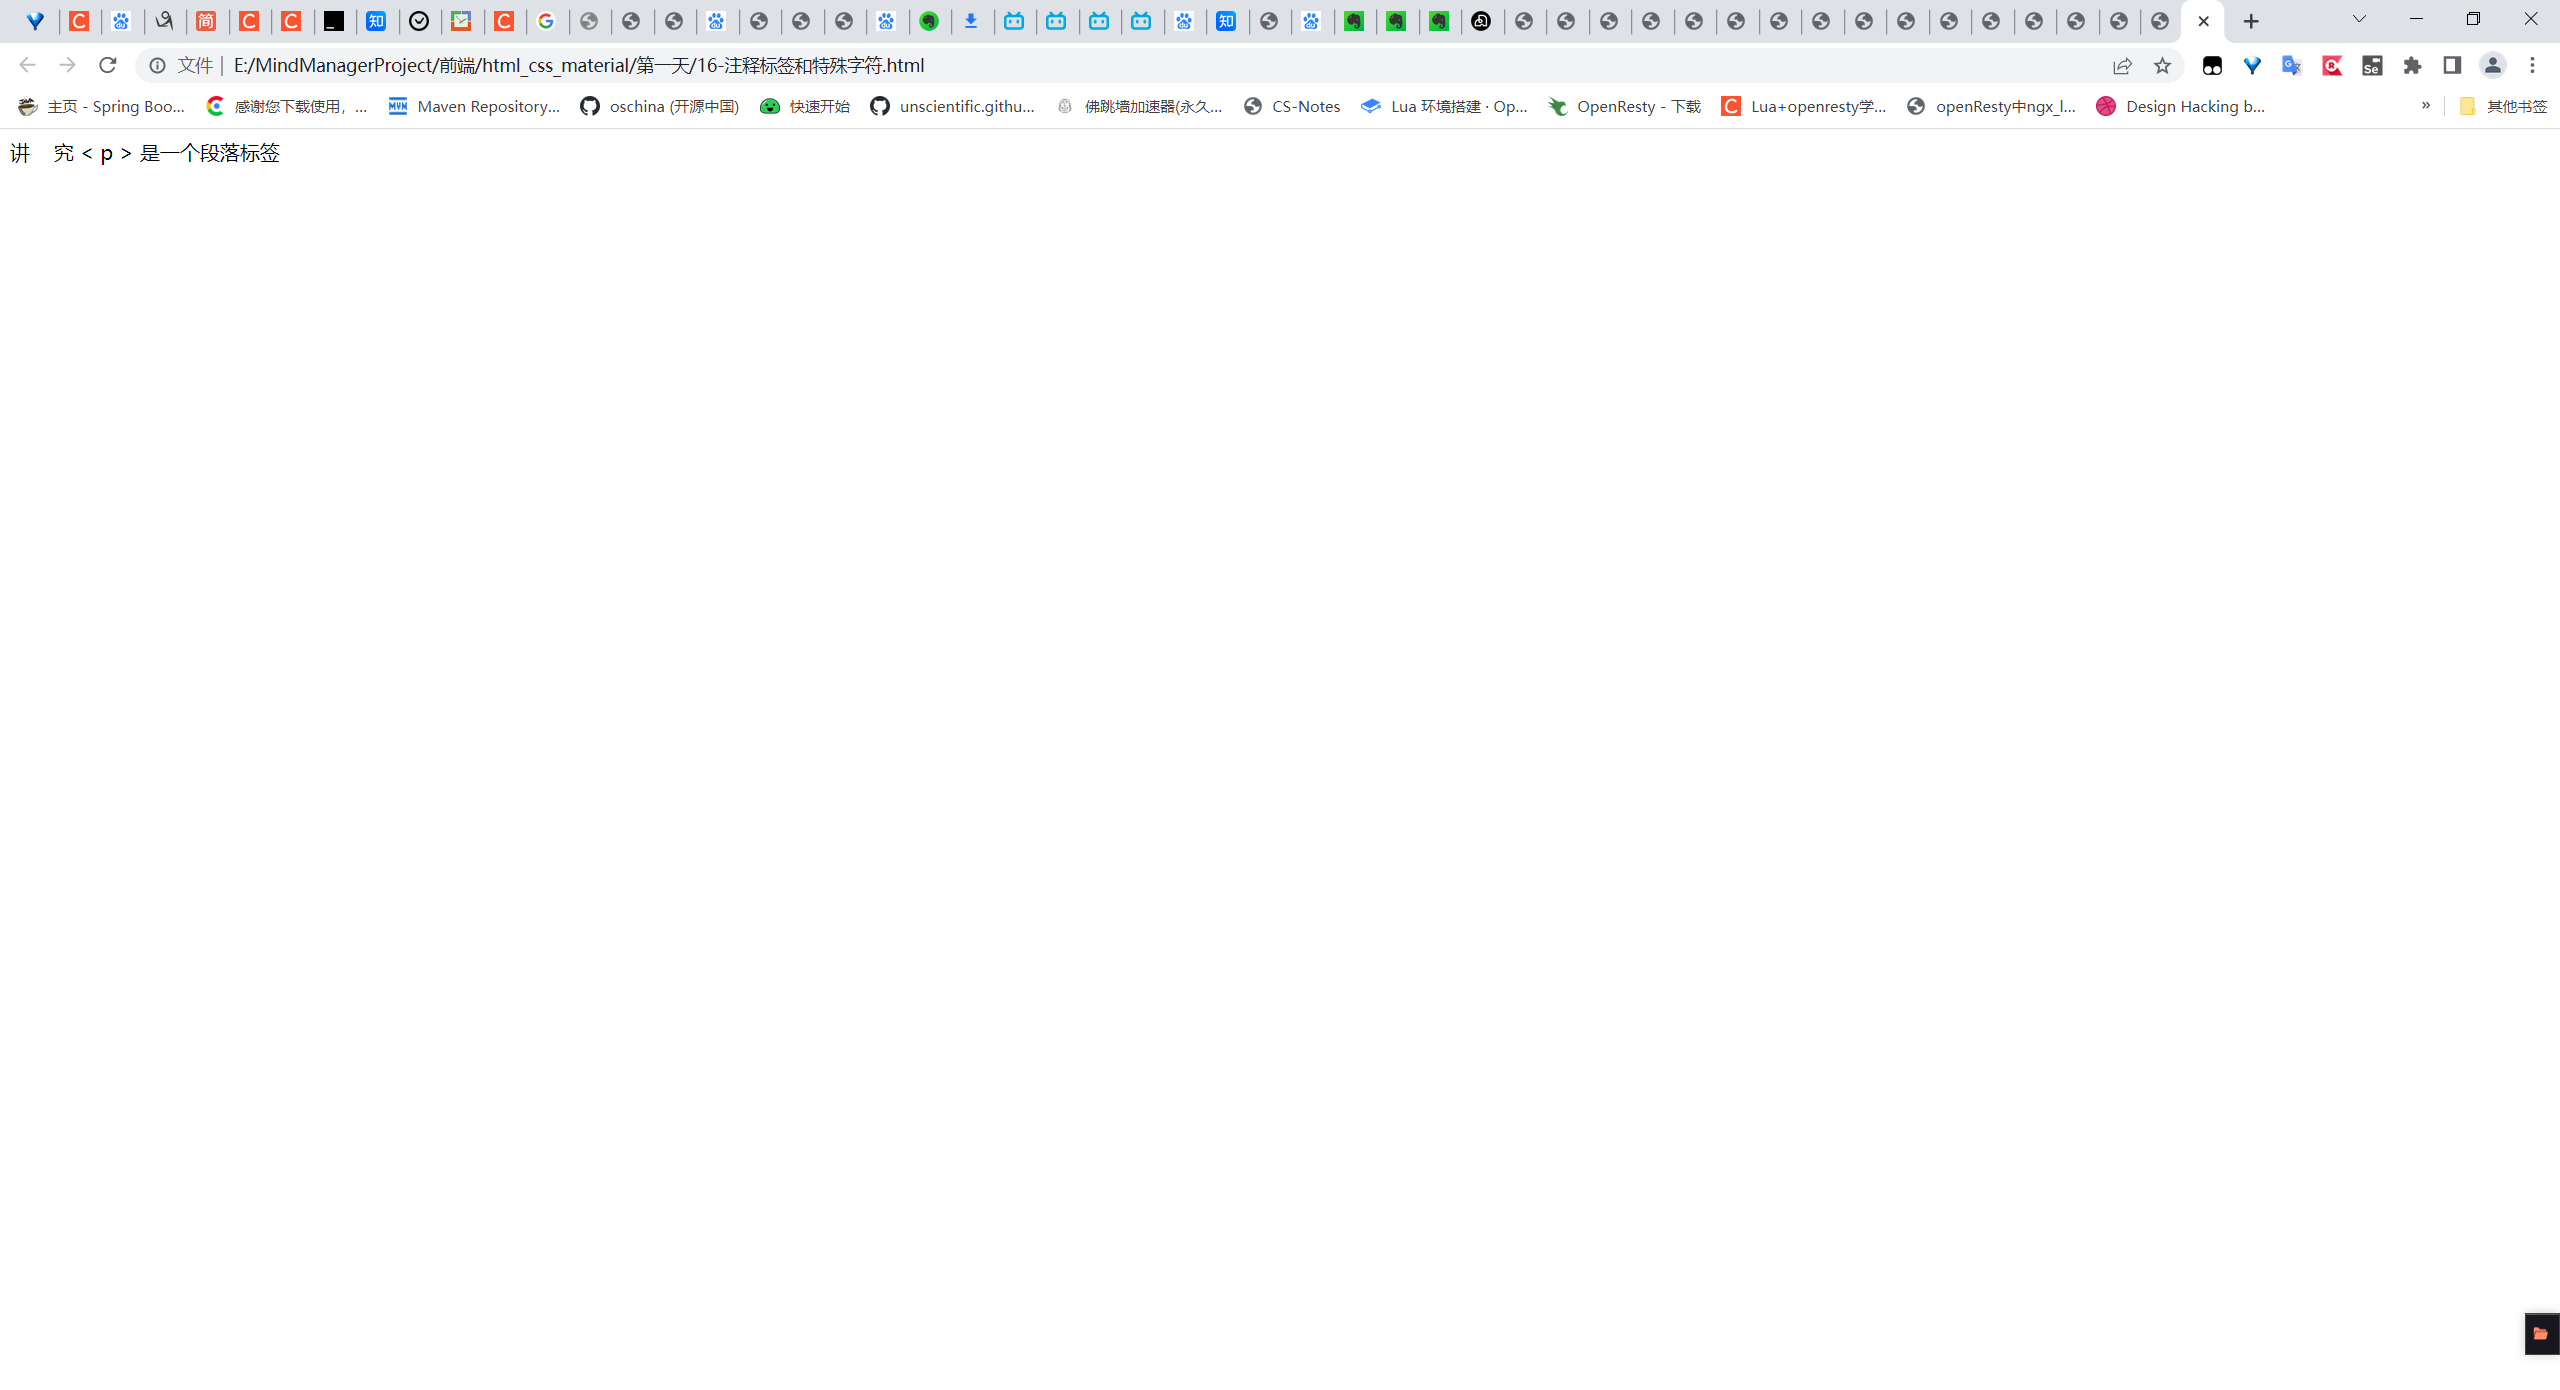 文件 | E:/MindManagerProject/前端/html_css_material/第一天/16-注释标签和特殊字符.html
主页 - Spring Boo... 感谢您下载使用，... Maven Repository... oschina (开源中国) 快速开始 unscientific.githu... 佛跳墙加速器(永久... CS-Notes Lua 环境搭建 · Op... OpenResty - 下载 Lua+openresty学... openResty中ngx_l... Design Hacking b... » 其他书签
讲 究 < p > 是一个段落标签